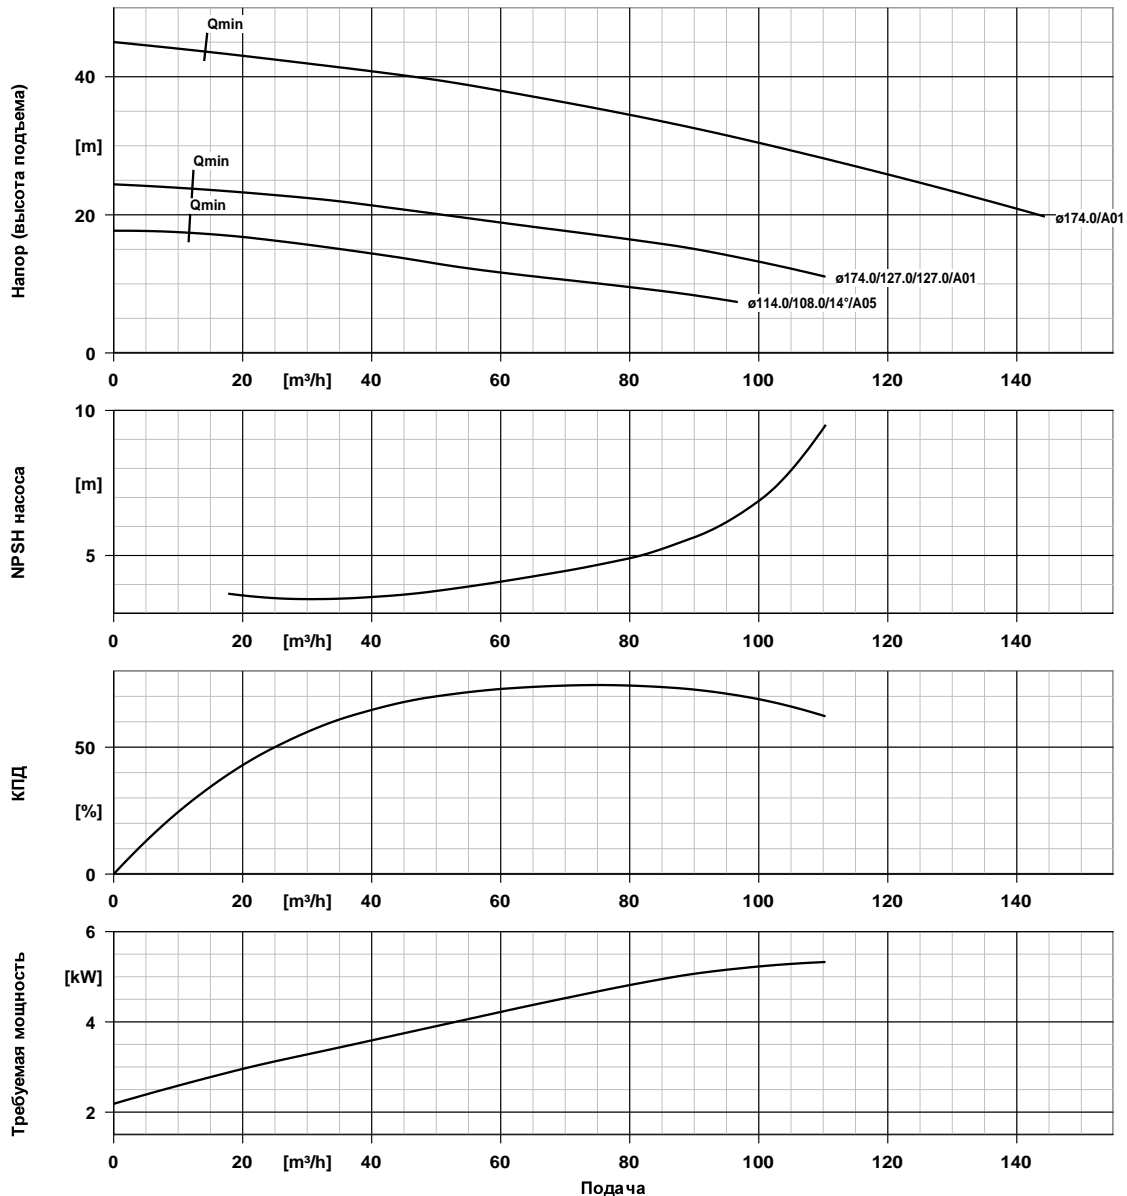 Qmin
40
Напор (высота подъема)
[m]
Qmin
Qmin
20
ø174.0/A01
ø174.0/127.0/127.0/A01
ø114.0/108.0/14°/A05
0
0 20 [m³/h] 40 60 80 100 120 140
10
NPSH насоса
[m]
5
0 20 [m³/h] 40 60 80 100 120 140
50
КПД
[%]
0
0 20 [m³/h] 40 60 80 100 120 140
6
Требуемая мощность
[kW]
4
2
0 20 [m³/h] 40 60 80 100 120 140
Подача